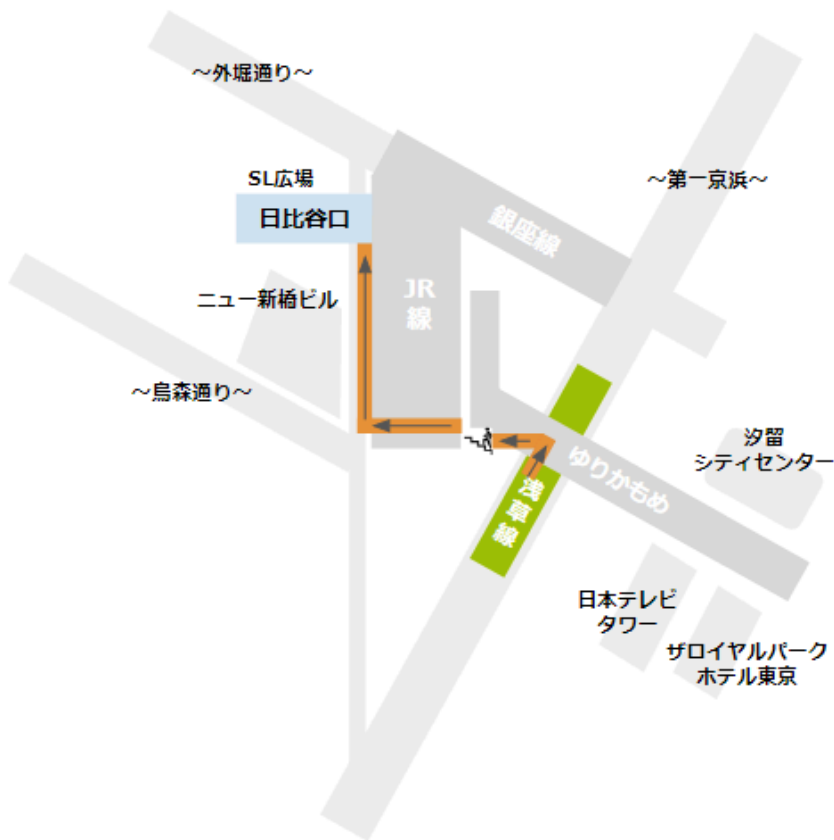 ～外堀通り～
SL広場
日比谷口
～第一京浜～
銀座線
JR
線
ニュー新橋ビル
～烏森通り～
汐留
シティセンター
ゆりかもめ
浅草線
日本テレビ
タワー
ザロイヤルパーク
ホテル東京